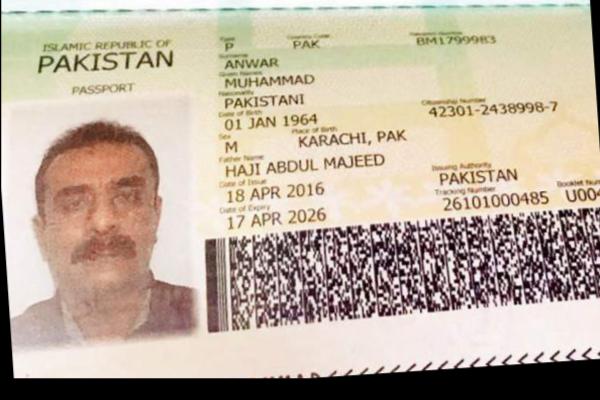 ISLAMIC REPUBLIC OF
PAKISTAN
PASSPORT
Type
P
Country Code
PAK
Passport Number
BM1799983
Surname
ANWAR
Given Names
MUHAMMAD
Nationality
PAKISTANI
Date of Birth
01 JAN 1964
Citizenship Number
42301-2438998-7
Sex
M
Place of Birth
KARACHI, PAK
Father Name
HAJI ABDUL MAJEED
Date of Issue
18 APR 2016
Issuing Authority
PAKISTAN
Date of Expiry
17 APR 2026
Tracking Number
26101000485
Booklet